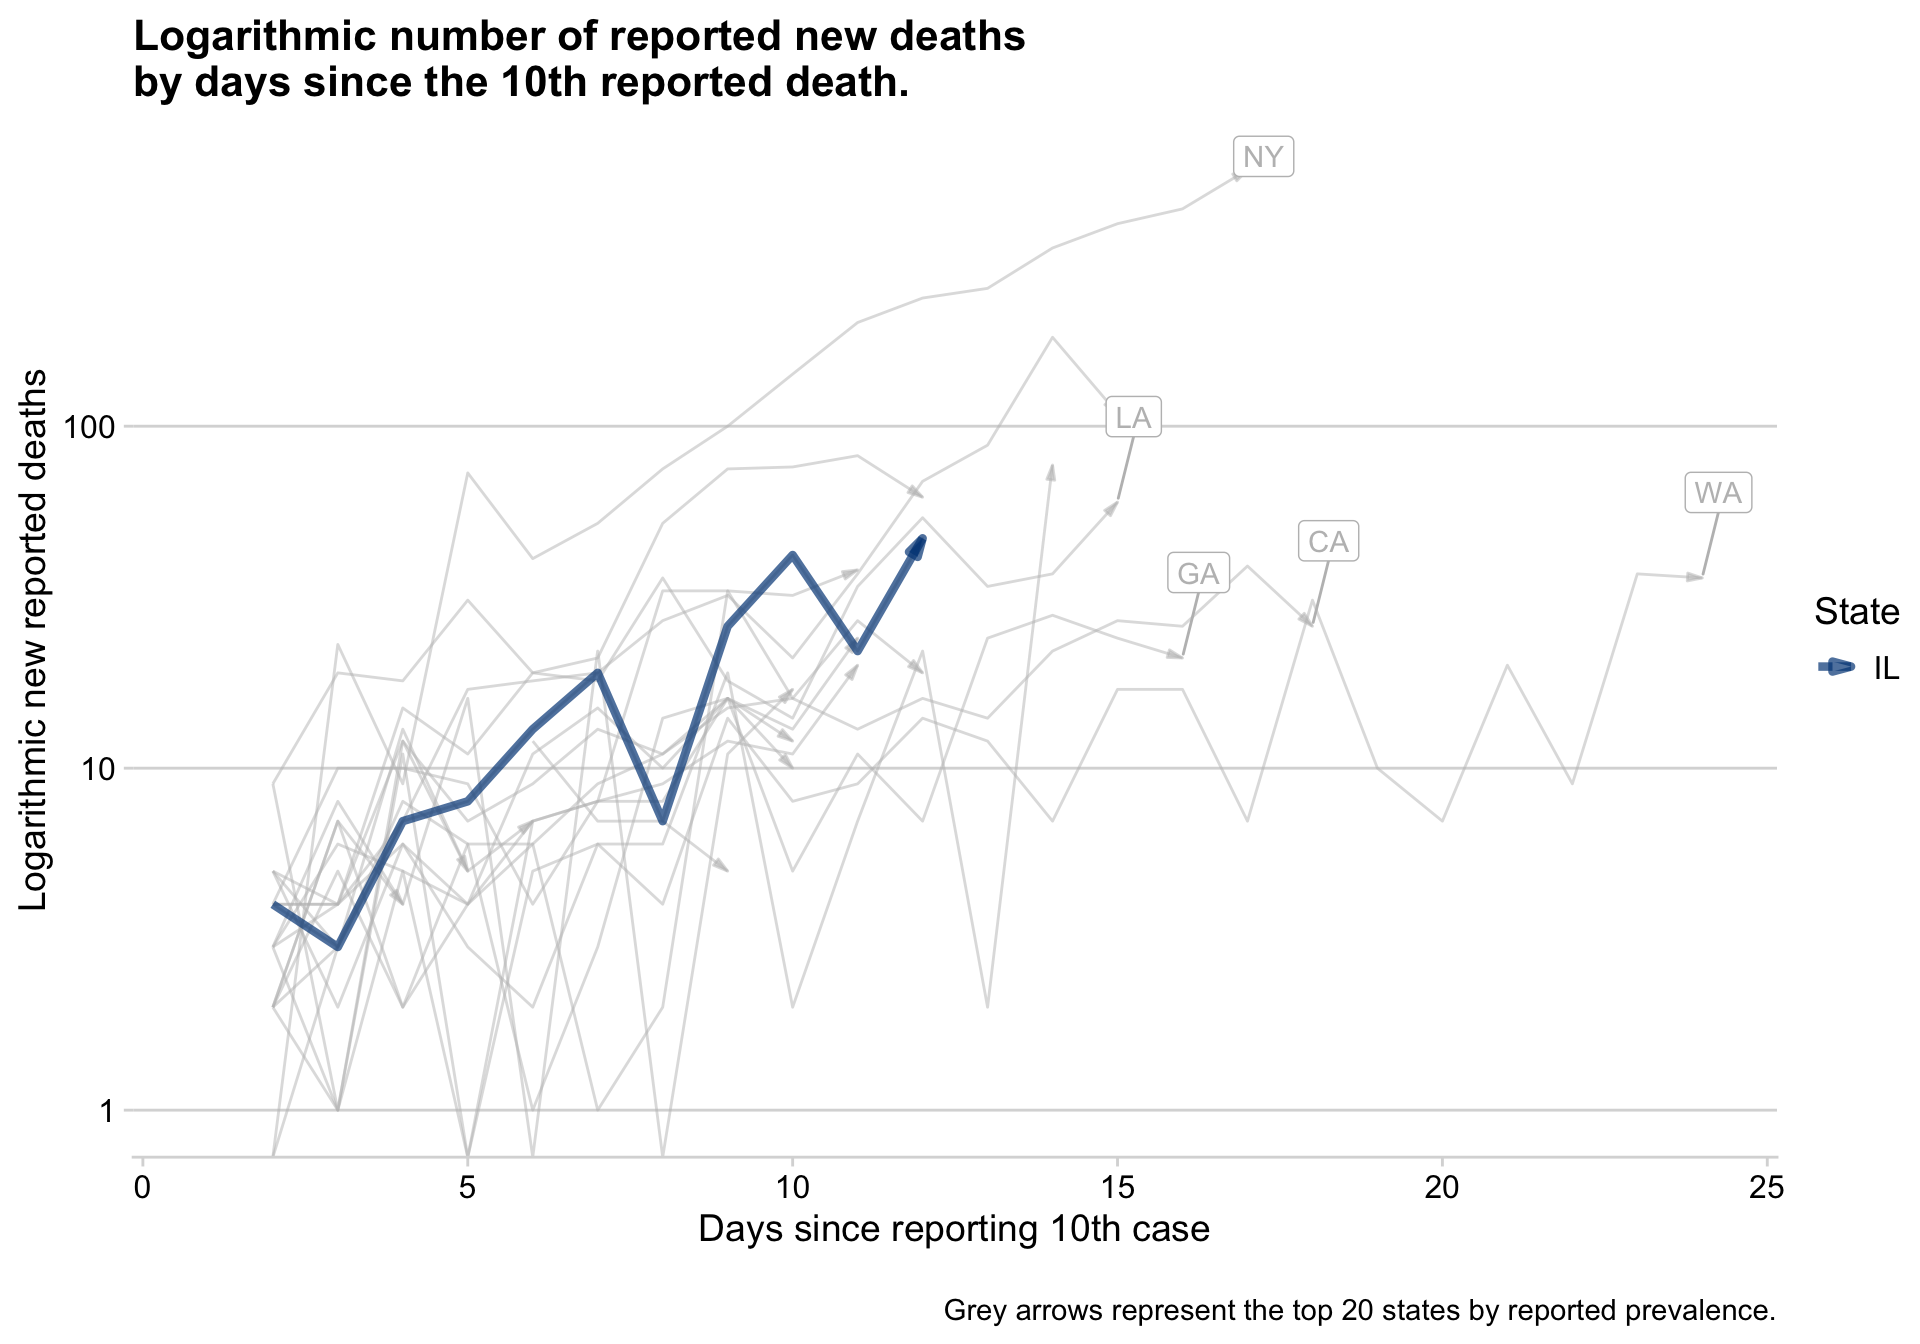 Logarithmic number of reported new deaths
by days since the 10th reported death.
NY
LA
WA
CA
GA
Logarithmic new reported deaths
100
10
1
State
IL
0 5 10 15 20 25
Days since reporting 10th case
Grey arrows represent the top 20 states by reported prevalence.